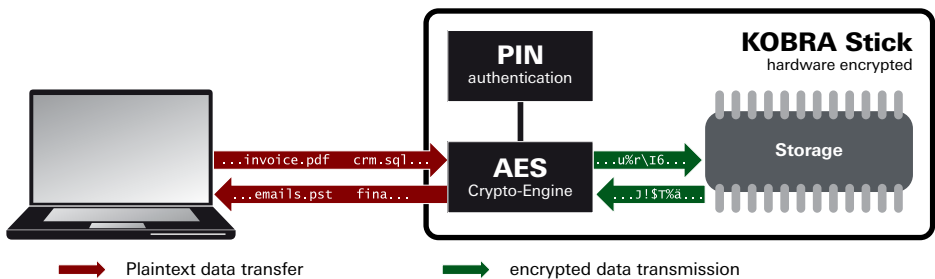 KOBRA Stick
hardware encrypted
PIN
authentication
...invoice.pdf crm.sql...
...emails.pst fina...
AES
Crypto-Engine
...u%r\I6...
...J!$T%ä...
Storage
Plaintext data transfer
encrypted data transmission